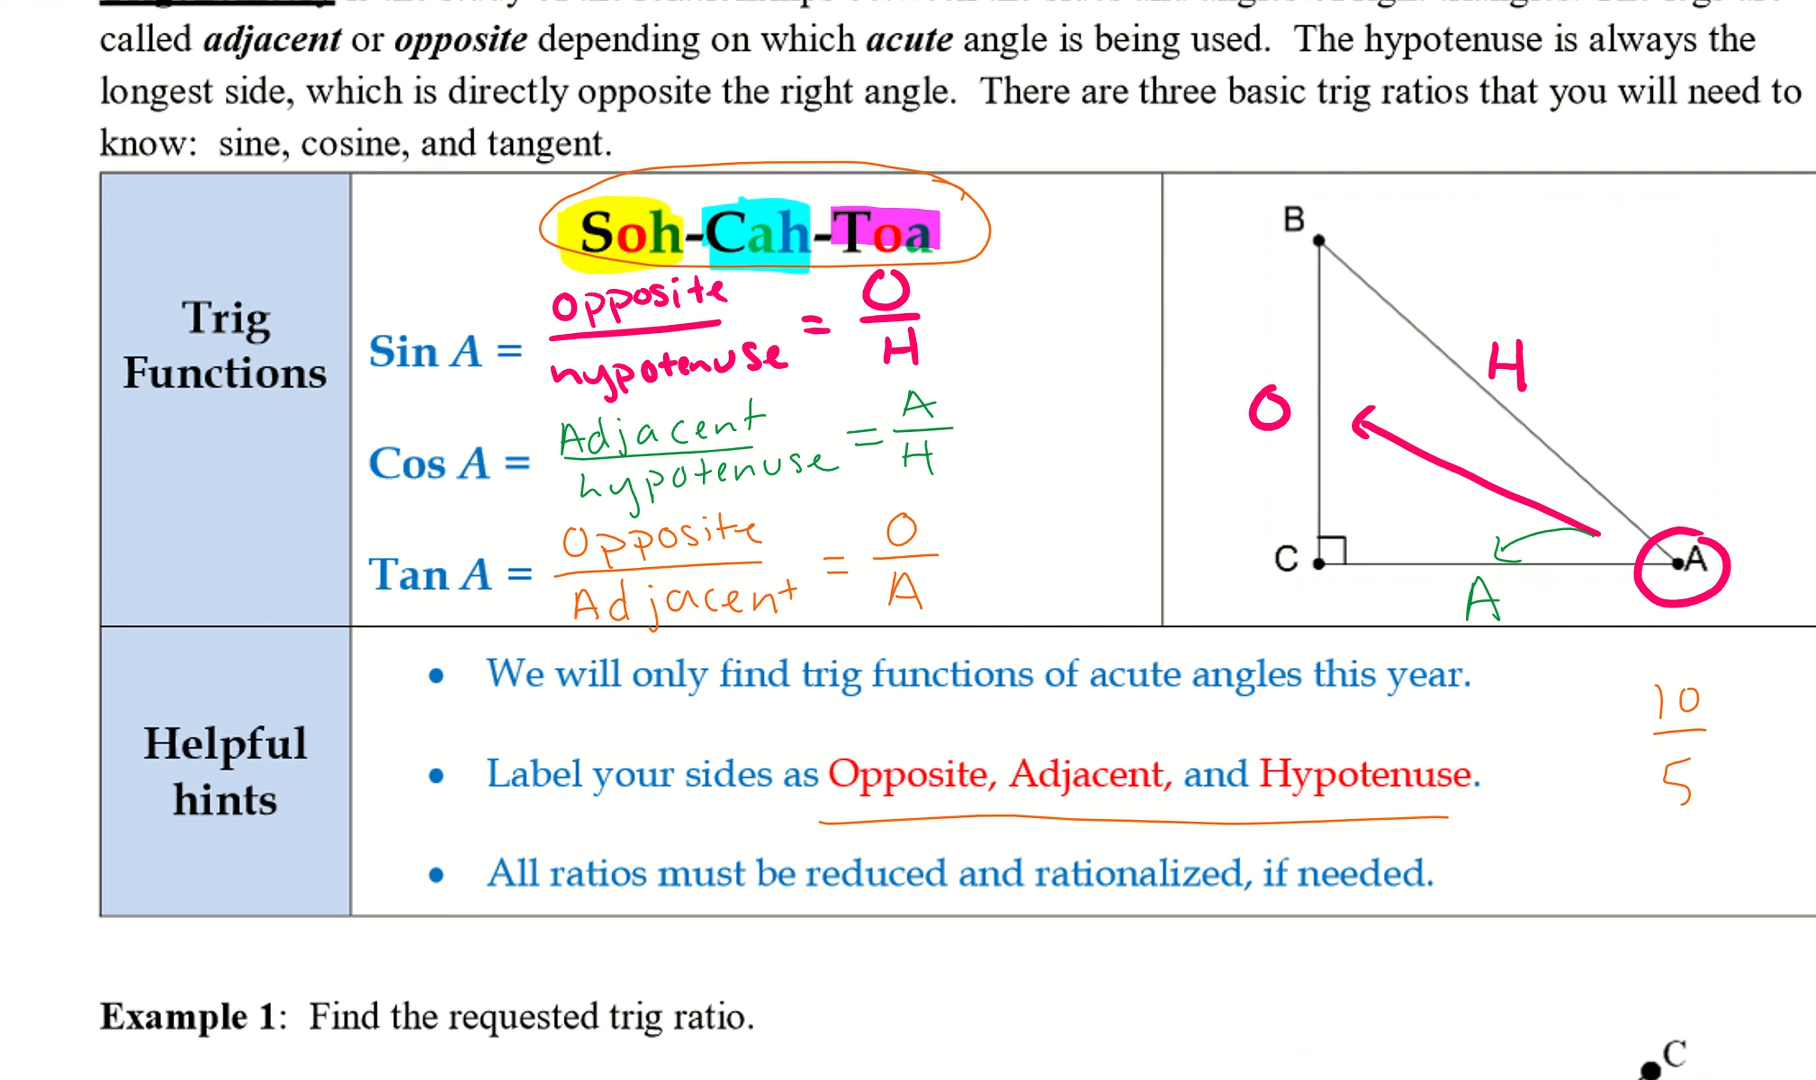 called adjacent or opposite depending on which acute angle is being used. The hypotenuse is always the
longest side, which is directly opposite the right angle. There are three basic trig ratios that you will need to
know: sine, cosine, and tangent.
Trig
Functions
Soh-Cah-Toa
Sin A = opposite / hypotenuse = O / H
Cos A = Adjacent / hypotenuse = A / H
Tan A = Opposite / Adjacent = O / A
B
H
O
C
A
A
Helpful
hints
• We will only find trig functions of acute angles this year.
• Label your sides as Opposite, Adjacent, and Hypotenuse.
• All ratios must be reduced and rationalized, if needed.
10
5
Example 1: Find the requested trig ratio.
C